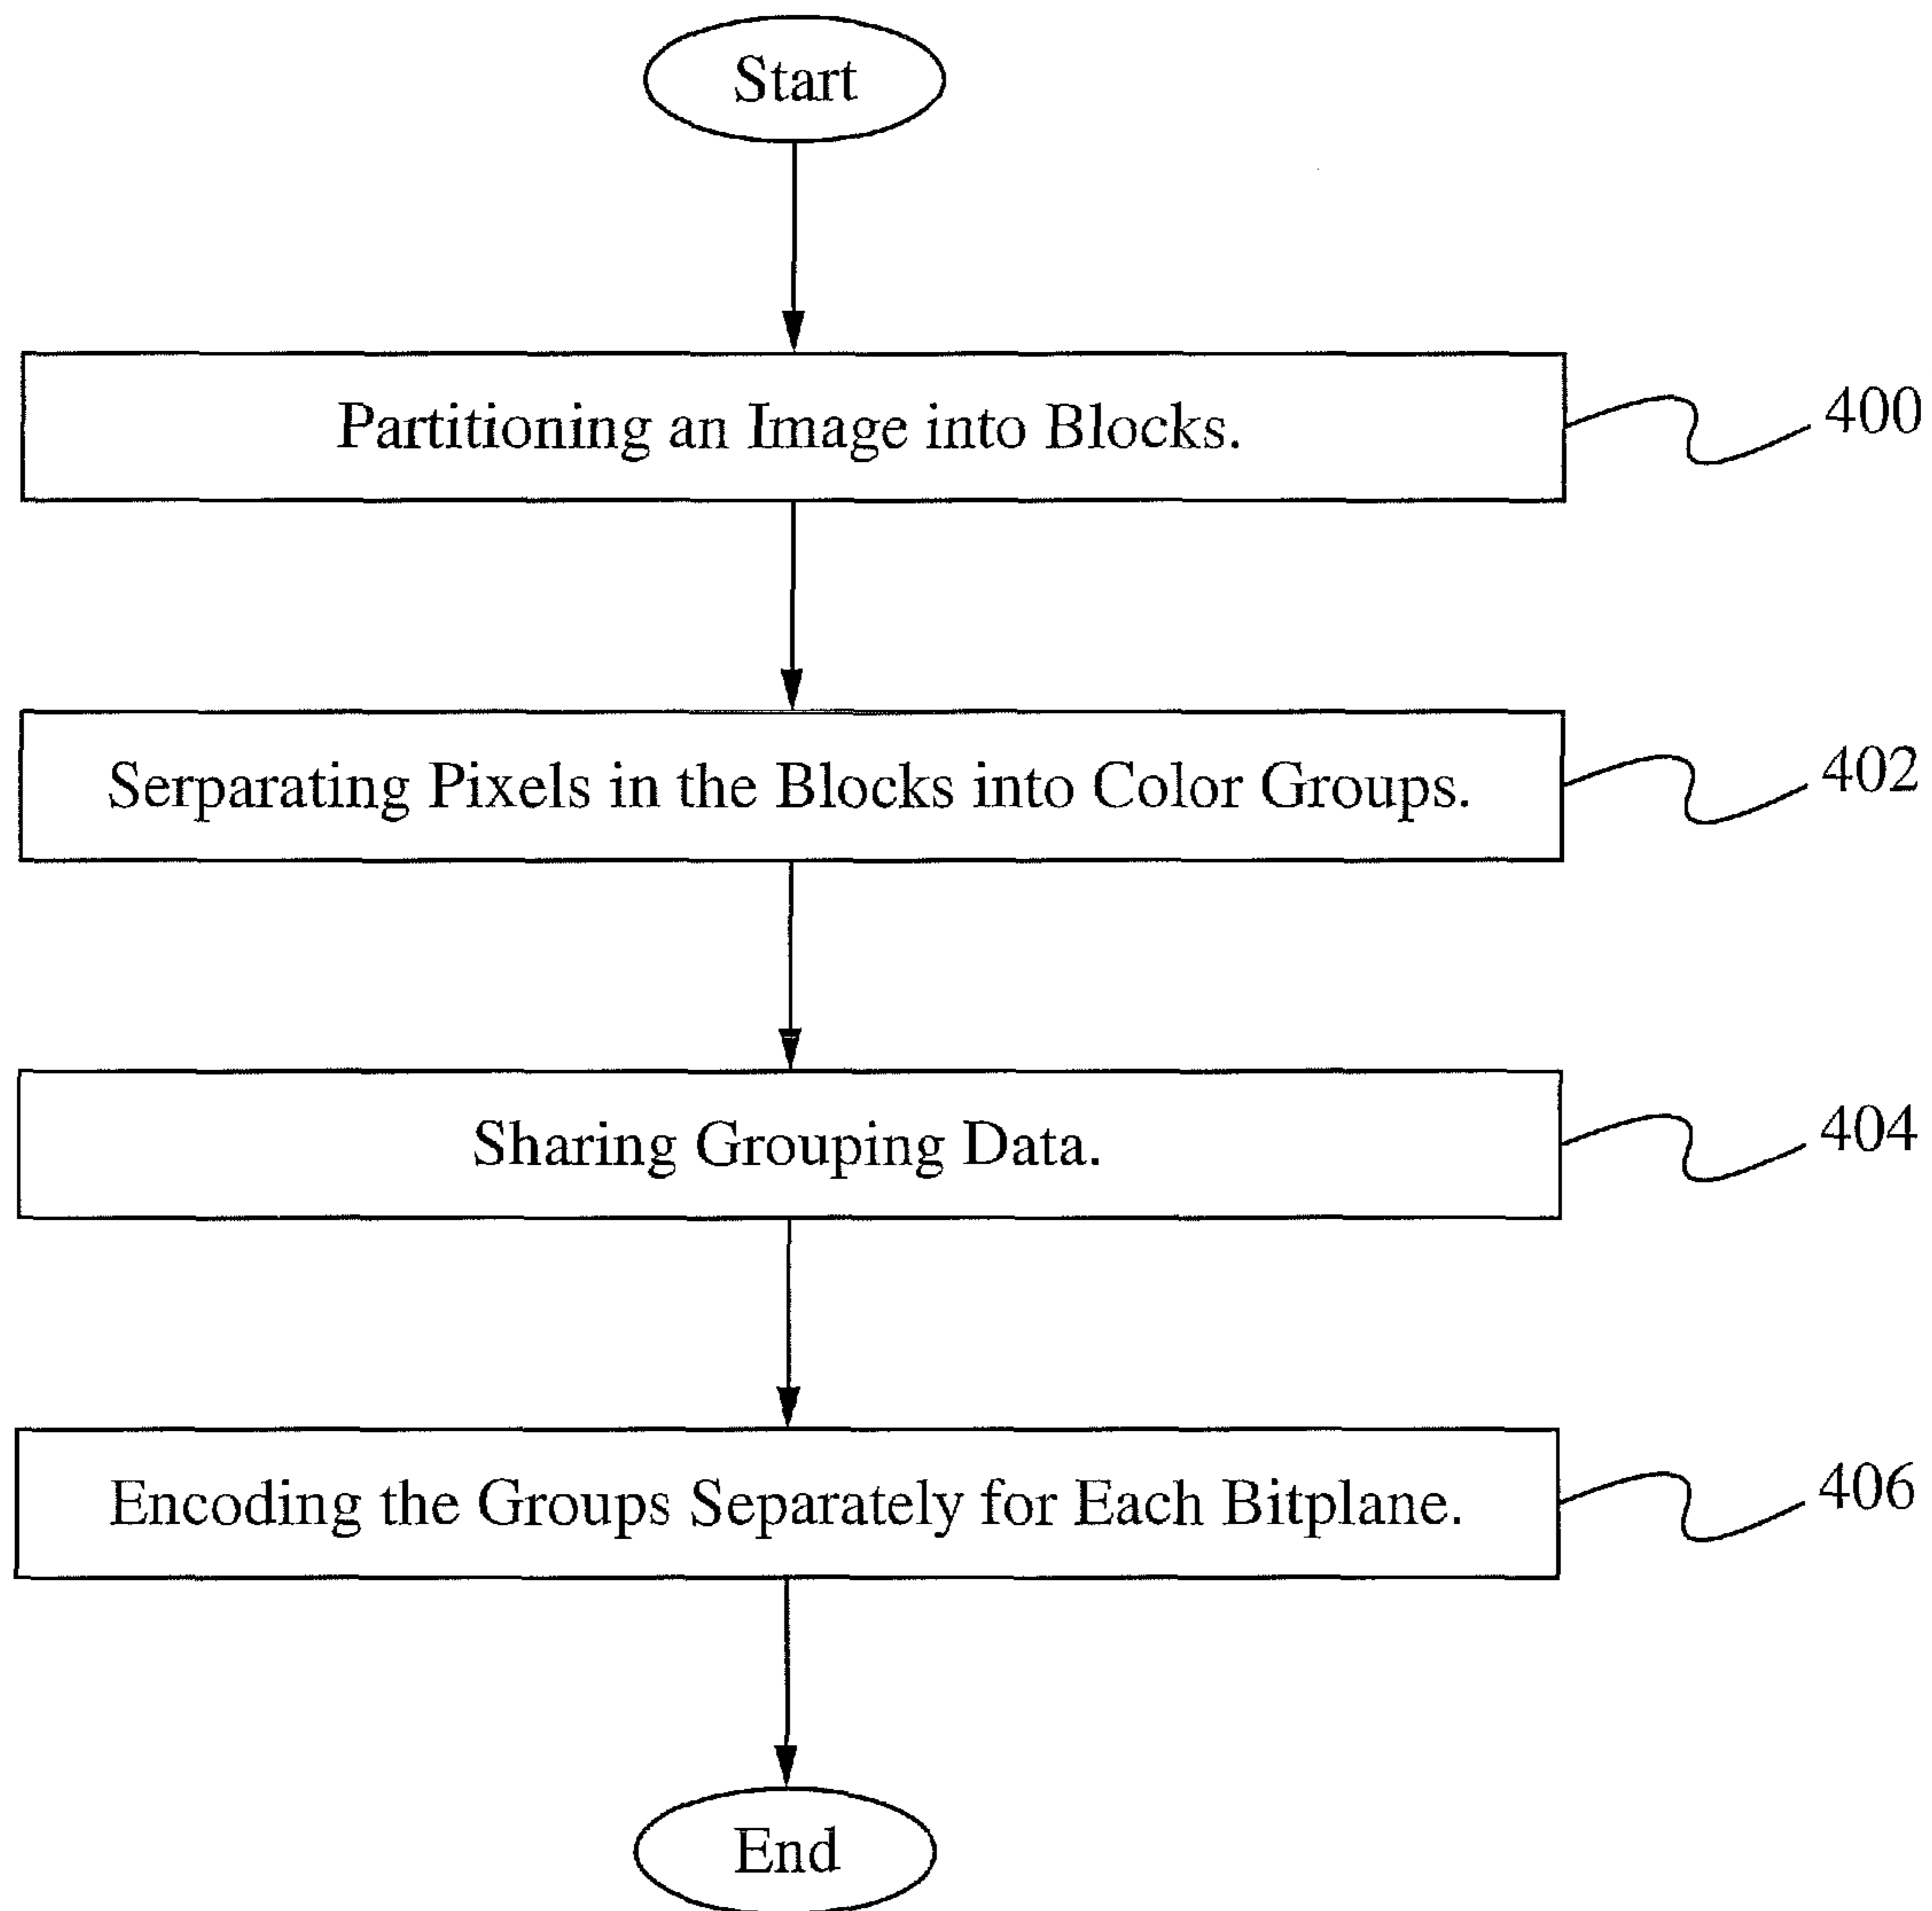 Start
Partitioning an Image into Blocks.
400
Serparating Pixels in the Blocks into Color Groups.
402
Sharing Grouping Data.
404
Encoding the Groups Separately for Each Bitplane.
406
End